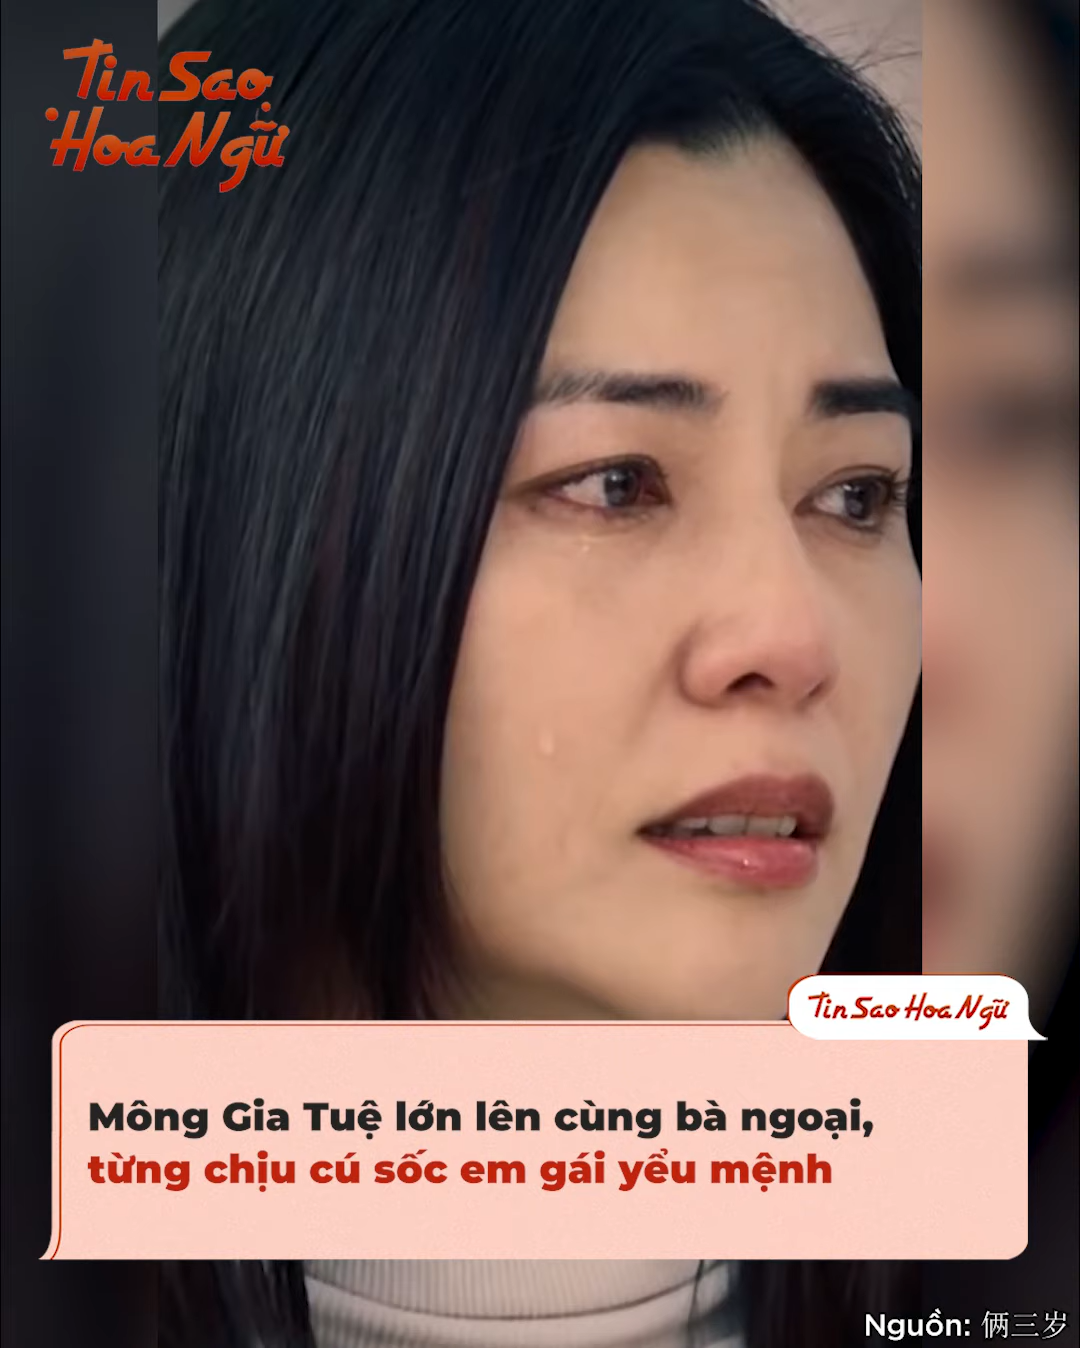 Tin Sao
Hoa Ngữ
Tin Sao Hoa Ngữ
Mông Gia Tuệ lớn lên cùng bà ngoại,
từng chịu cú sốc em gái yểu mệnh
Nguồn: 俩三岁